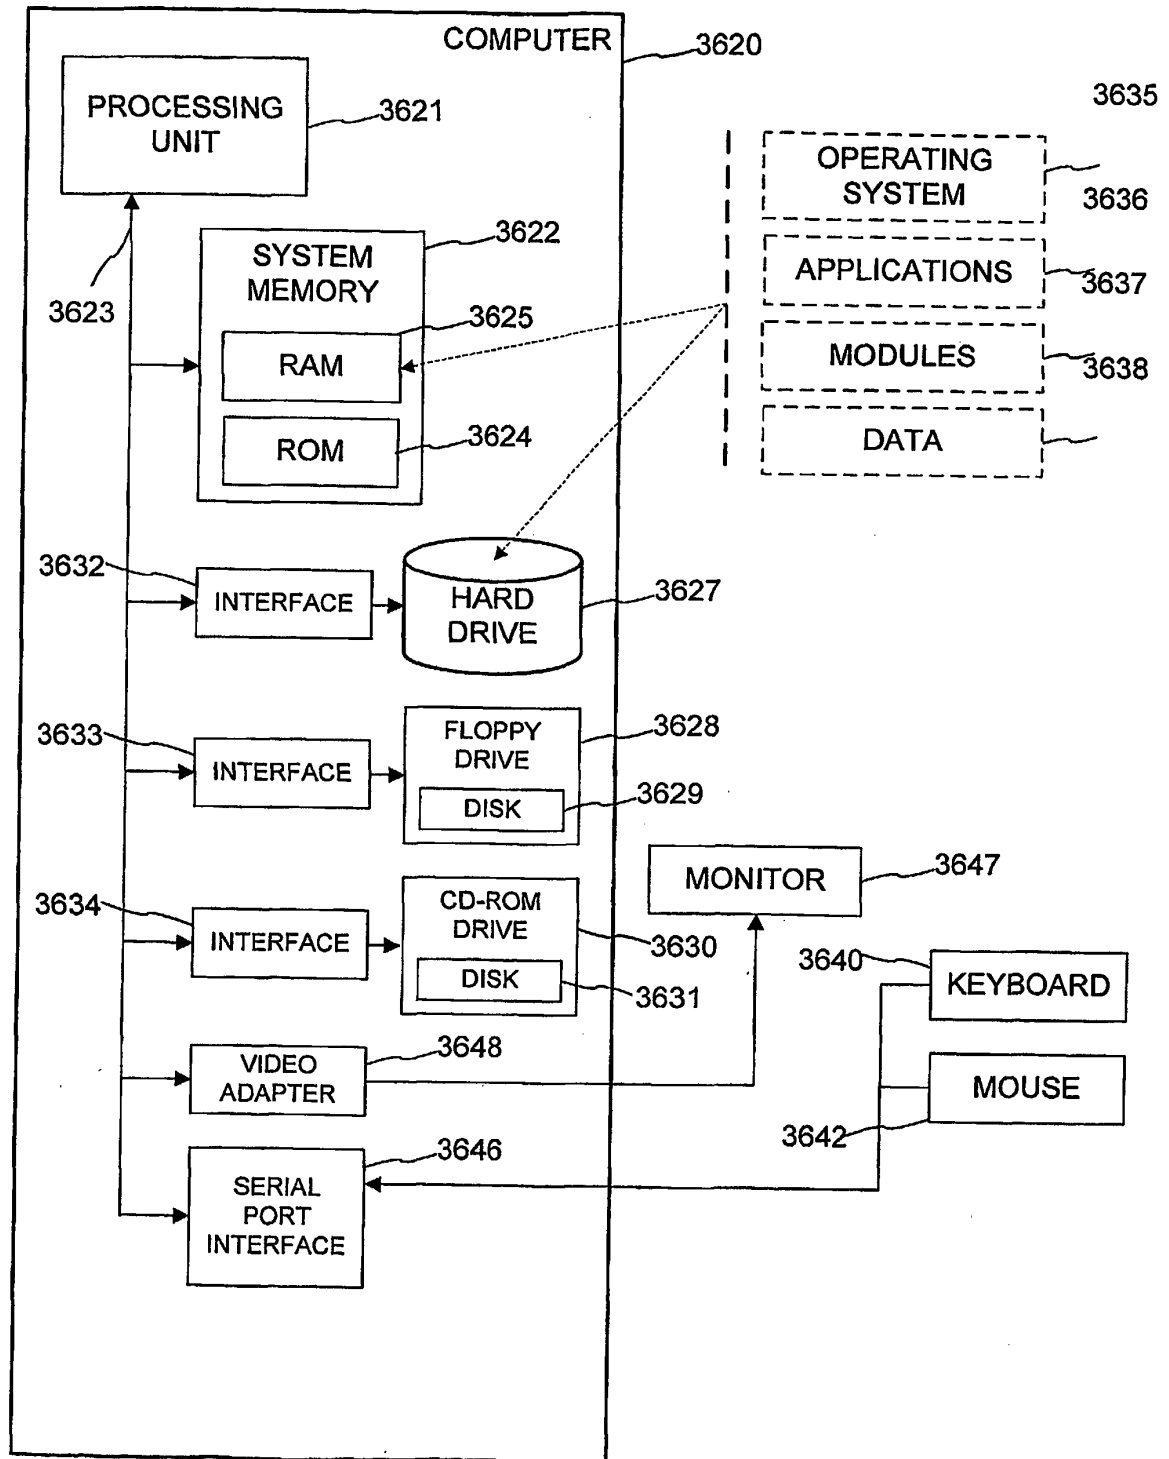 COMPUTER
3620
PROCESSING
UNIT
3621
3635
OPERATING
SYSTEM
3636
3622
SYSTEM
MEMORY
APPLICATIONS
3637
3623
3625
RAM
MODULES
3638
3624
ROM
DATA
3632
INTERFACE
HARD
DRIVE
3627
3633
INTERFACE
FLOPPY
DRIVE
3628
DISK
3629
MONITOR
3647
3634
INTERFACE
CD-ROM
DRIVE
3630
DISK
3631
3640
KEYBOARD
3648
VIDEO
ADAPTER
MOUSE
3642
3646
SERIAL
PORT
INTERFACE